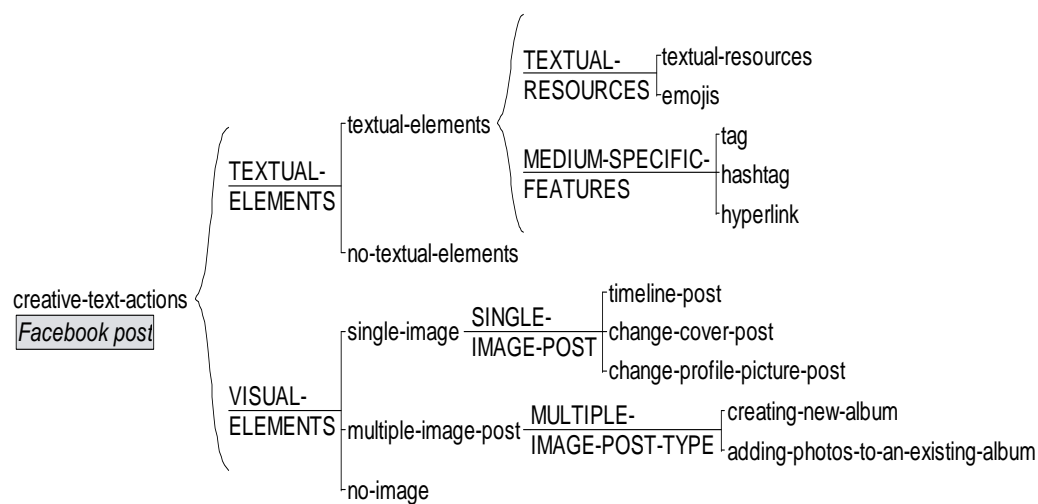 creative-text-actions
Facebook post
TEXTUAL-
ELEMENTS
textual-elements
TEXTUAL-
RESOURCES
textual-resources
emojis
MEDIUM-SPECIFIC-
FEATURES
tag
hashtag
hyperlink
no-textual-elements
VISUAL-
ELEMENTS
single-image
SINGLE-
IMAGE-POST
timeline-post
change-cover-post
change-profile-picture-post
multiple-image-post
MULTIPLE-
IMAGE-POST-TYPE
creating-new-album
adding-photos-to-an-existing-album
no-image